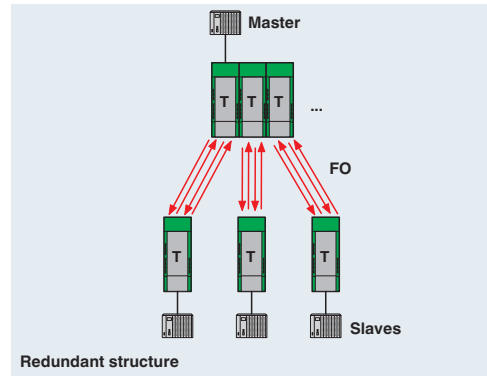 Master
T T T ...
FO
T T T
Slaves
Redundant structure